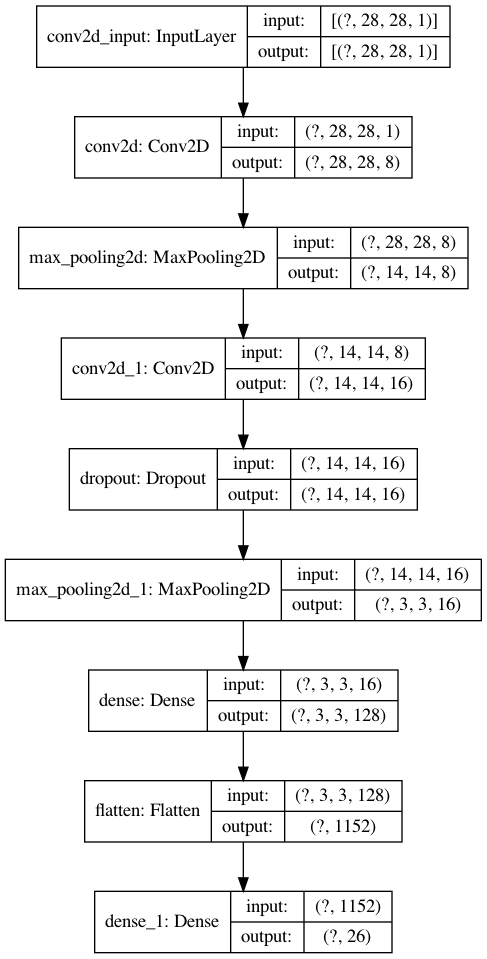 conv2d_input: InputLayer
input: [(?, 28, 28, 1)]
output: [(?, 28, 28, 1)]
conv2d: Conv2D
input: (?, 28, 28, 1)
output: (?, 28, 28, 8)
max_pooling2d: MaxPooling2D
input: (?, 28, 28, 8)
output: (?, 14, 14, 8)
conv2d_1: Conv2D
input: (?, 14, 14, 8)
output: (?, 14, 14, 16)
dropout: Dropout
input: (?, 14, 14, 16)
output: (?, 14, 14, 16)
max_pooling2d_1: MaxPooling2D
input: (?, 14, 14, 16)
output: (?, 3, 3, 16)
dense: Dense
input: (?, 3, 3, 16)
output: (?, 3, 3, 128)
flatten: Flatten
input: (?, 3, 3, 128)
output: (?, 1152)
dense_1: Dense
input: (?, 1152)
output: (?, 26)